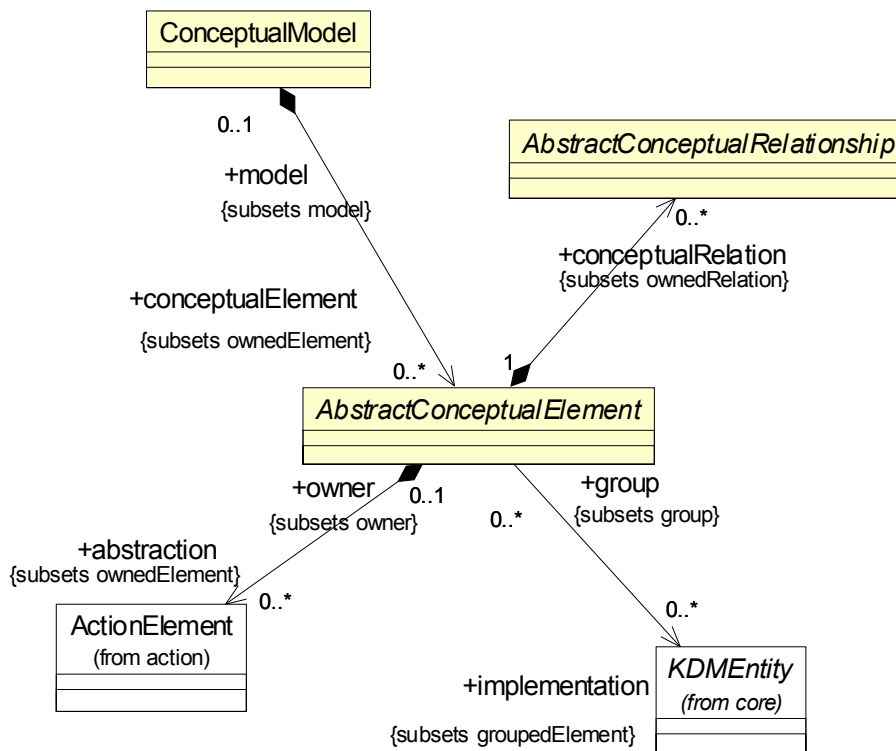 ConceptualModel
0..1
+model
{subsets model}
AbstractConceptualRelationship
0..*
+conceptualRelation
{subsets ownedRelation}
+conceptualElement
{subsets ownedElement}
0..*
1
AbstractConceptualElement
+owner
0..1
{subsets owner}
+group
{subsets group}
0..*
+abstraction
{subsets ownedElement}
0..*
ActionElement
(from action)
0..*
+implementation
{subsets groupedElement}
KDMEntity
(from core)